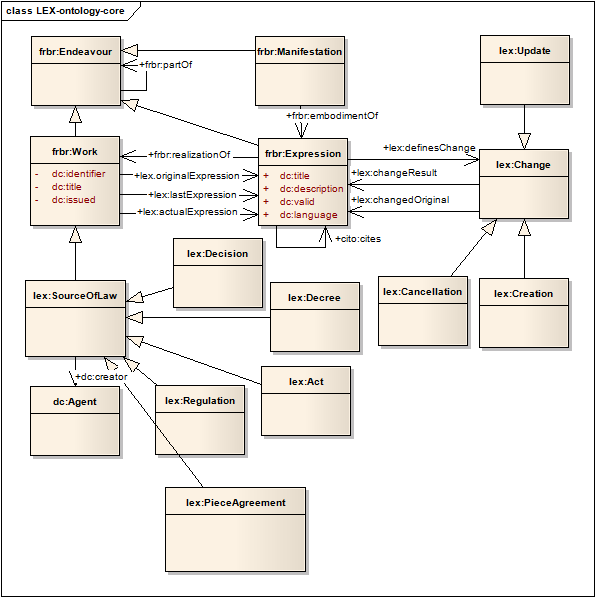 class LEX-ontology-core
frbr:Endeavour
frbr:Manifestation
lex:Update
+frbr:partOf
+frbr:embodimentOf
frbr:Work
- dc:identifier
- dc:title
- dc:issued
+frbr:realizationOf
+lex:originalExpression
+lex:lastExpression
+lex:actualExpression
frbr:Expression
+ dc:title
+ dc:description
+ dc:valid
+ dc:language
+lex:definesChange
+lex:changeResult
+lex:changedOriginal
lex:Change
+cito:cites
lex:Decision
lex:SourceOfLaw
lex:Decree
lex:Cancellation
lex:Creation
+dc:creator
dc:Agent
lex:Regulation
lex:Act
lex:PieceAgreement